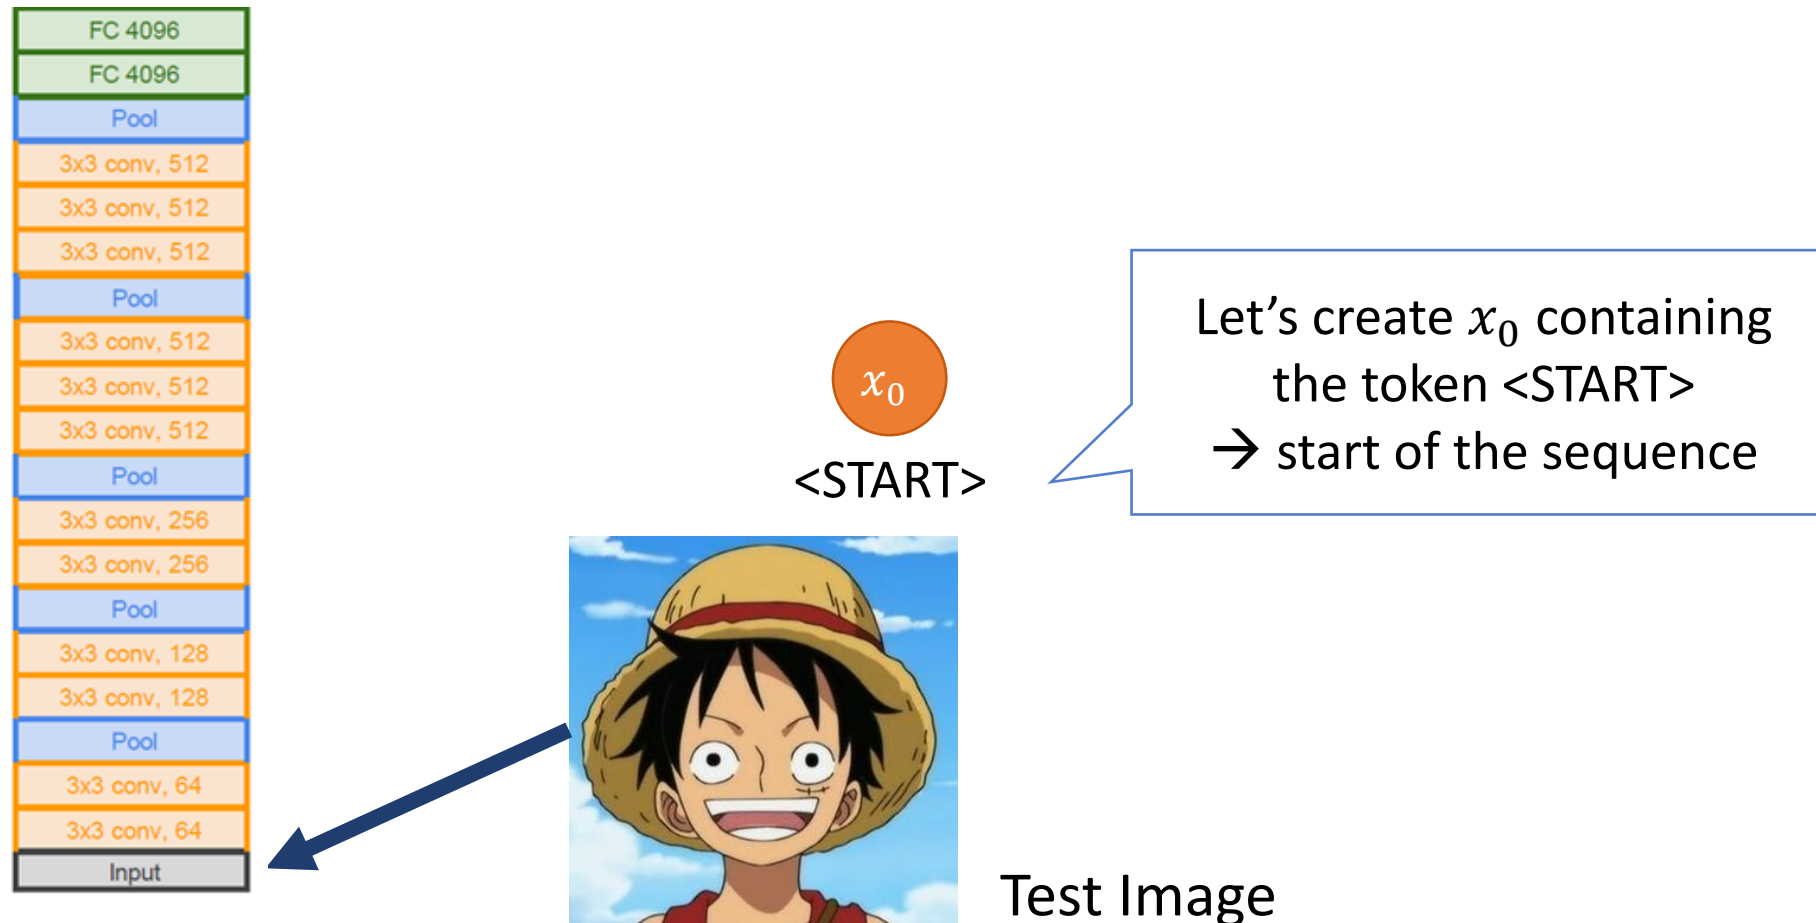 FC 4096
FC 4096
Pool
3x3 conv, 512
3x3 conv, 512
3x3 conv, 512
Pool
3x3 conv, 512
3x3 conv, 512
3x3 conv, 512
Pool
3x3 conv, 256
3x3 conv, 256
Pool
3x3 conv, 128
3x3 conv, 128
Pool
3x3 conv, 64
3x3 conv, 64
Input
x₀
<START>
Let’s create x₀ containing
the token <START>
→ start of the sequence
Test Image